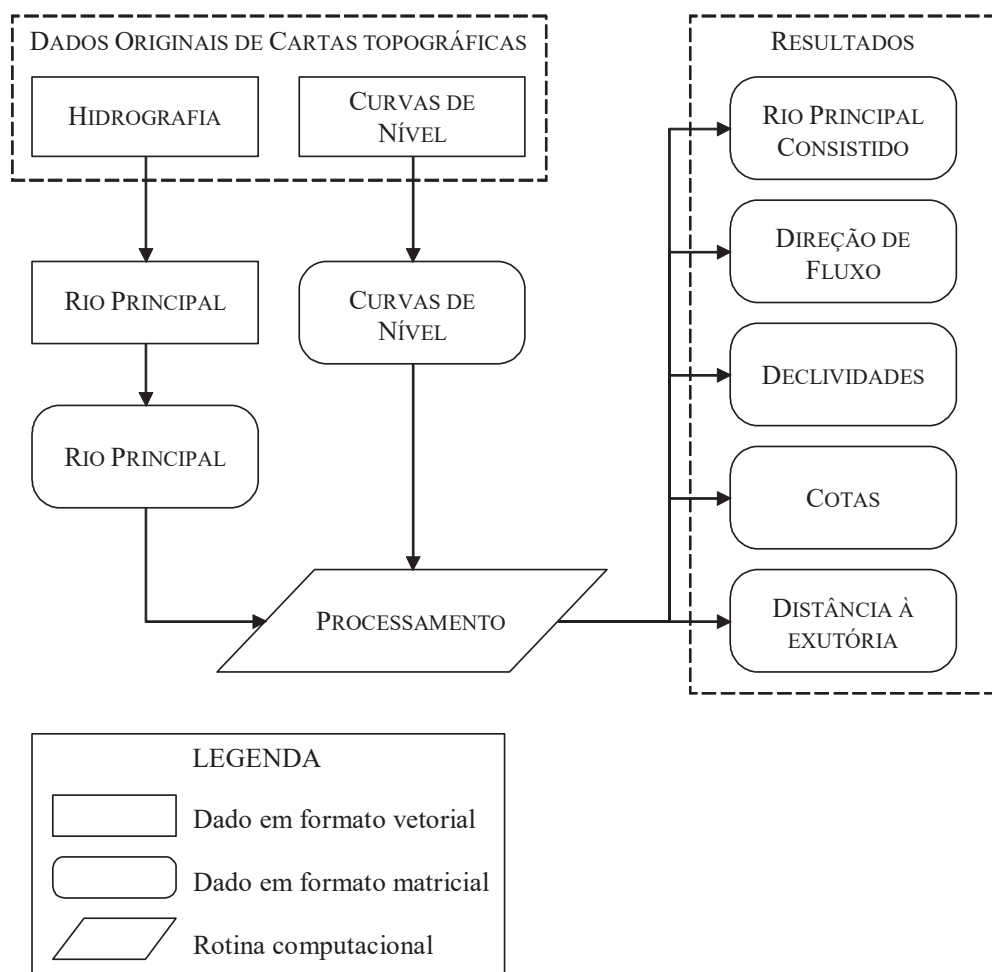 DADOS ORIGINAIS DE CARTAS TOPOGRÁFICAS
HIDROGRAFIA
CURVAS DE
NÍVEL
RIO PRINCIPAL
CURVAS DE
NÍVEL
RIO PRINCIPAL
PROCESSAMENTO
RESULTADOS
RIO PRINCIPAL
CONSISTIDO
DIREÇÃO DE
FLUXO
DECLIVIDADES
COTAS
DISTÂNCIA À
EXUTÓRIA
LEGENDA
Dado em formato vetorial
Dado em formato matricial
Rotina computacional